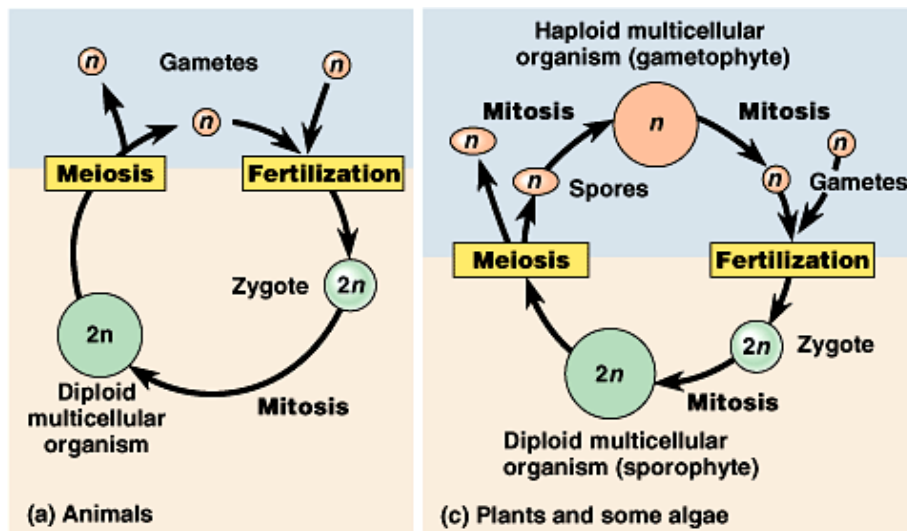 n
Gametes
n
n
Meiosis
Fertilization
Zygote
2n
2n
Diploid
multicellular
organism
Mitosis
(a) Animals
Haploid multicellular
organism (gametophyte)
Mitosis
n
Mitosis
n
n
n
Spores
n
Gametes
Meiosis
Fertilization
2n
Zygote
2n
Mitosis
Diploid multicellular
organism (sporophyte)
(c) Plants and some algae